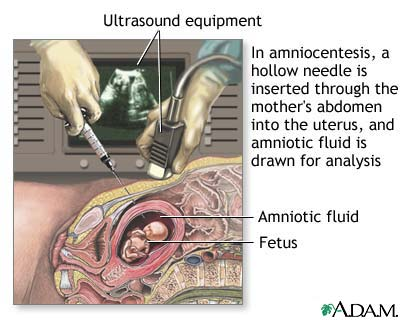 Ultrasound equipment
In amniocentesis, a
hollow needle is
inserted through the
mother's abdomen
into the uterus, and
amniotic fluid is
drawn for analysis
Amniotic fluid
Fetus
A.D.A.M.